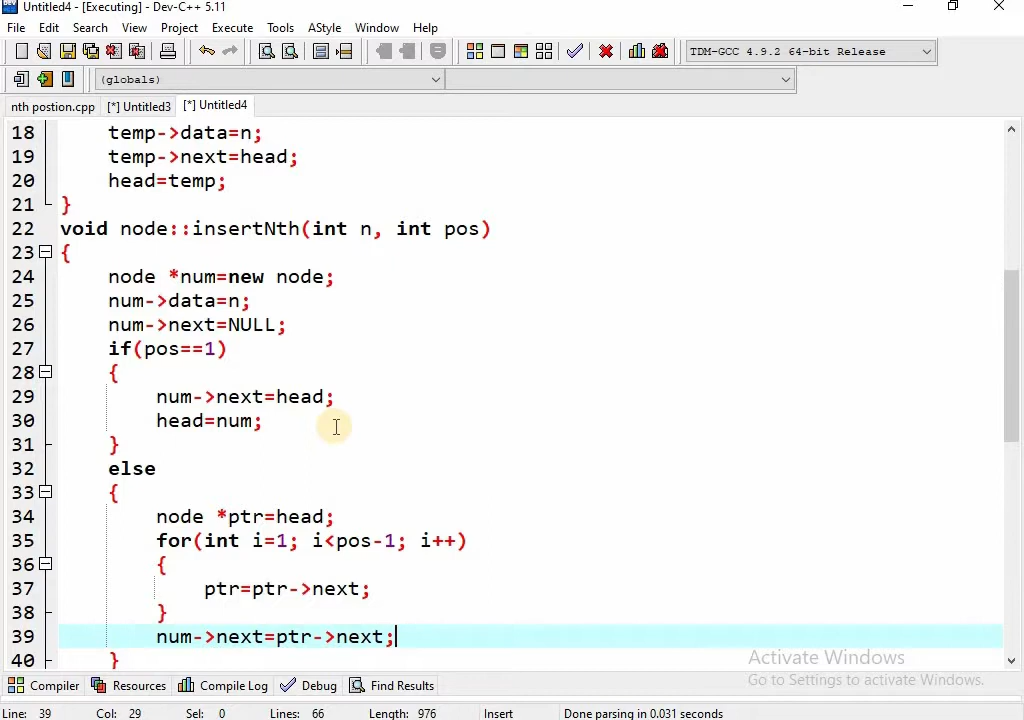 Untitled4 - [Executing] - Dev-C++ 5.11
File Edit Search View Project Execute Tools AStyle Window Help
TDM-GCC 4.9.2 64-bit Release
(globals)
nth postion.cpp [*] Untitled3 [*] Untitled4
18 temp->data=n;
19 temp->next=head;
20 head=temp;
21 }
22 void node::insertNth(int n, int pos)
23 {
24 node *num=new node;
25 num->data=n;
26 num->next=NULL;
27 if(pos==1)
28 {
29 num->next=head;
30 head=num;
31 }
32 else
33 {
34 node *ptr=head;
35 for(int i=1; i<pos-1; i++)
36 {
37 ptr=ptr->next;
38 }
39 num->next=ptr->next;
40 }
Activate Windows
Go to Settings to activate Windows.
Compiler Resources Compile Log Debug Find Results
Line: 39 Col: 29 Sel: 0 Lines: 66 Length: 976 Insert Done parsing in 0.031 seconds